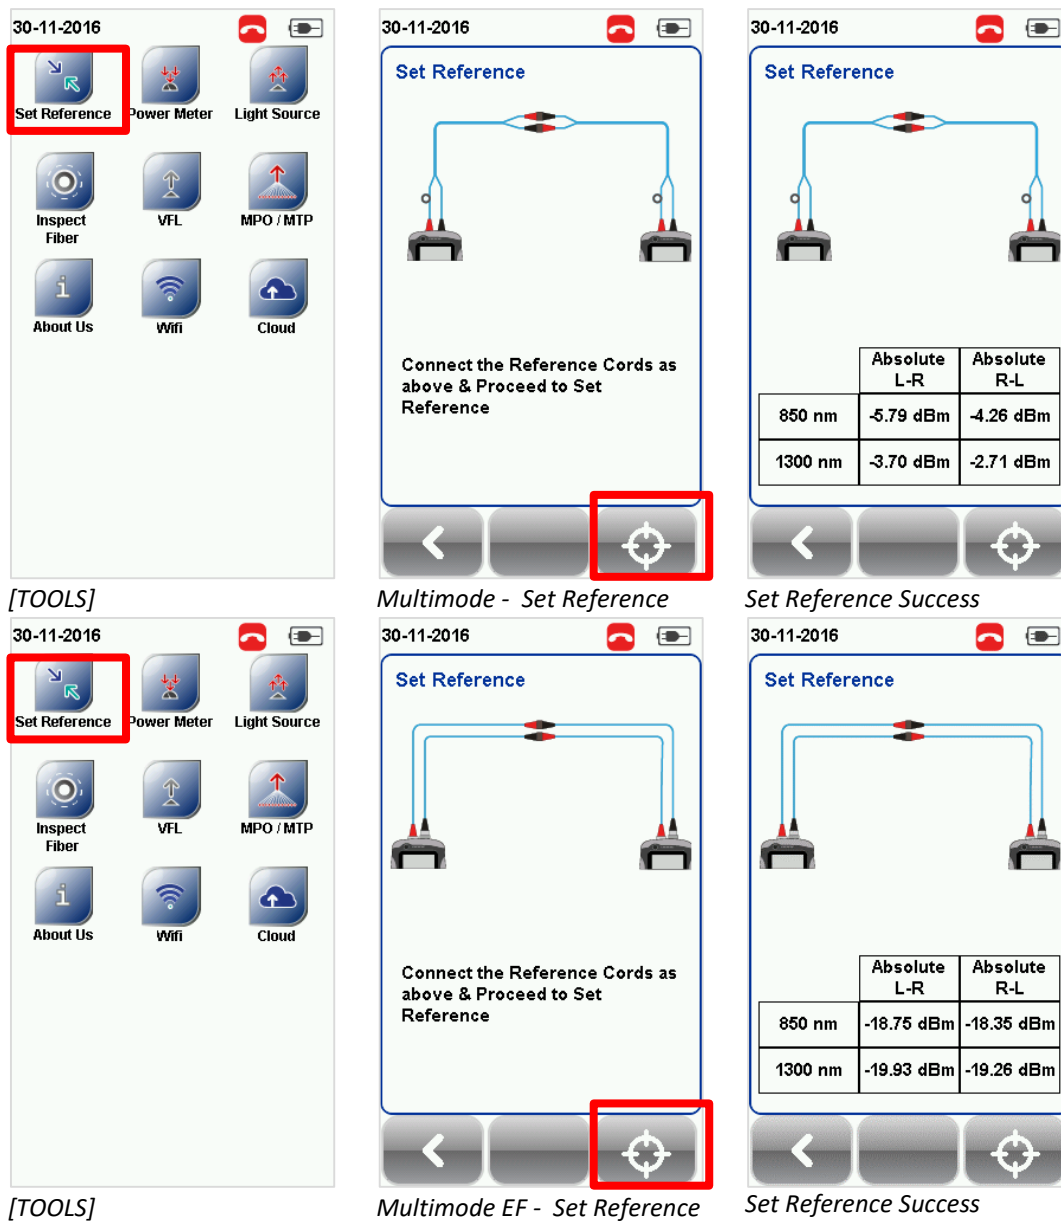 30-11-2016
Set Reference
Power Meter
Light Source
Inspect
Fiber
VFL
MPO / MTP
About Us
Wifi
Cloud
[TOOLS]
30-11-2016
Set Reference
Connect the Reference Cords as
above & Proceed to Set
Reference
Multimode - Set Reference
30-11-2016
Set Reference
Absolute
L-R
Absolute
R-L
850 nm
-5.79 dBm
-4.26 dBm
1300 nm
-3.70 dBm
-2.71 dBm
Set Reference Success
30-11-2016
Set Reference
Power Meter
Light Source
Inspect
Fiber
VFL
MPO / MTP
About Us
Wifi
Cloud
[TOOLS]
30-11-2016
Set Reference
Connect the Reference Cords as
above & Proceed to Set
Reference
Multimode EF - Set Reference
30-11-2016
Set Reference
Absolute
L-R
Absolute
R-L
850 nm
-18.75 dBm
-18.35 dBm
1300 nm
-19.93 dBm
-19.26 dBm
Set Reference Success